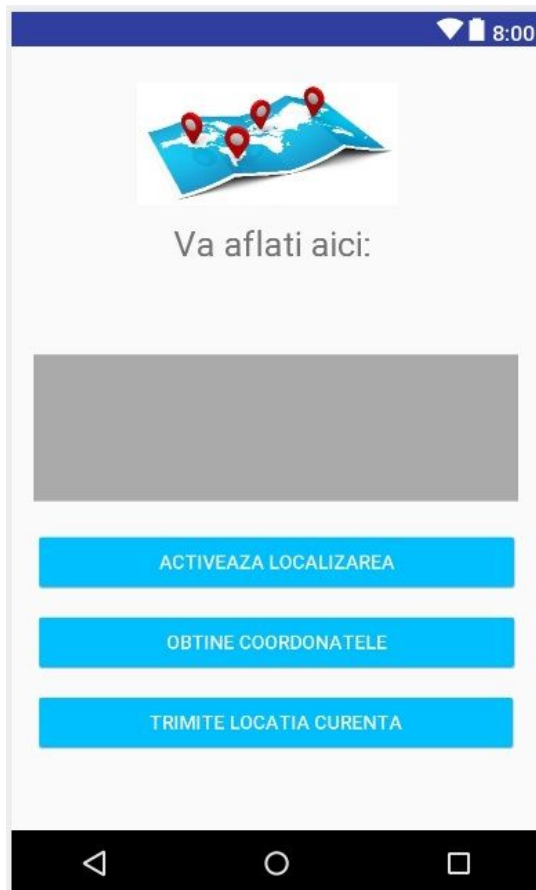 8:00
Va aflati aici:
ACTIVEAZA LOCALIZAREA
OBTINE COORDONATELE
TRIMITE LOCATIA CURENTA